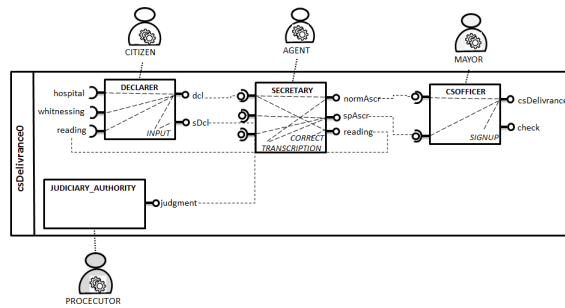 CITIZEN
AGENT
MAYOR
csDelivrance0
hospital
whitnessing
reading
DECLARER
INPUT
dcl
sDcl
SECRETARY
CORRECT
TRANSCRIPTION
normAscr
spAscr
reading
CSOFFICER
SIGNUP
csDelivrance
check
JUDICIARY_AUTHORITY
judgment
PROCECUTOR